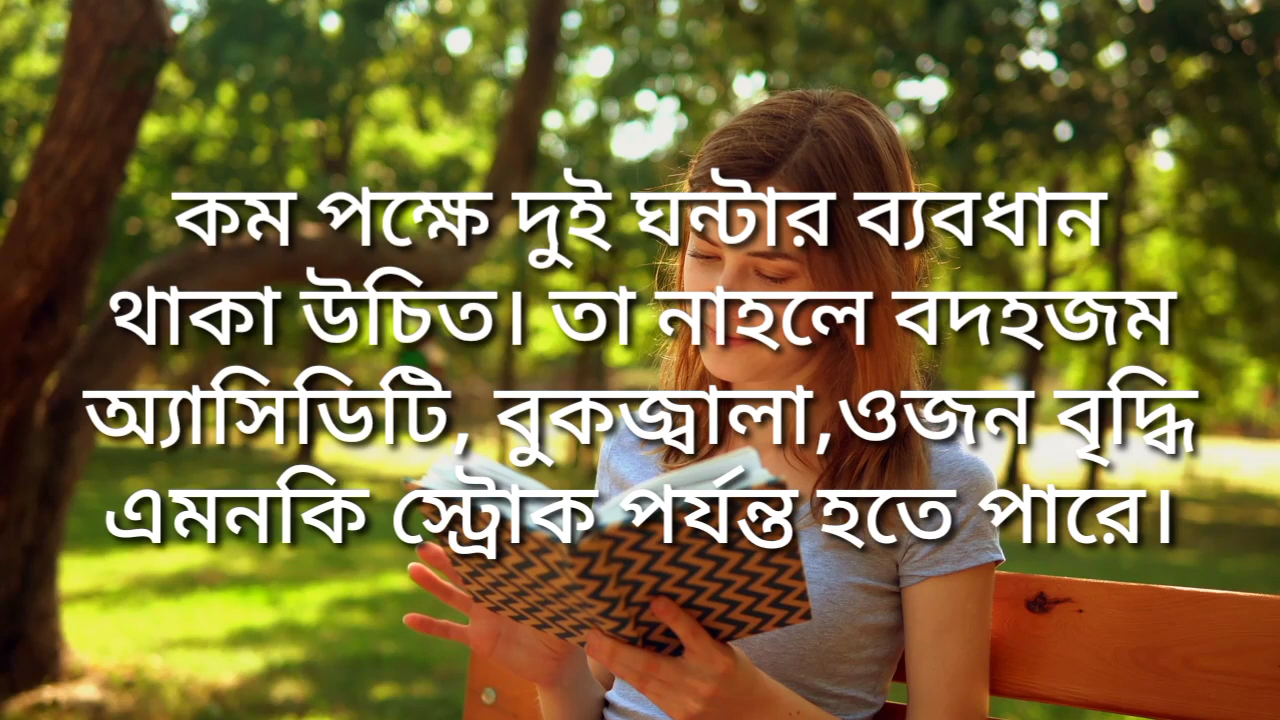 কম পক্ষে দুই ঘন্টার ব্যবধান
থাকা উচিত। তা নাহলে বদহজম
অ্যাসিডিটি, বুকজ্বালা,ওজন বৃদ্ধি
এমনকি স্ট্রোক পর্যন্ত হতে পারে।